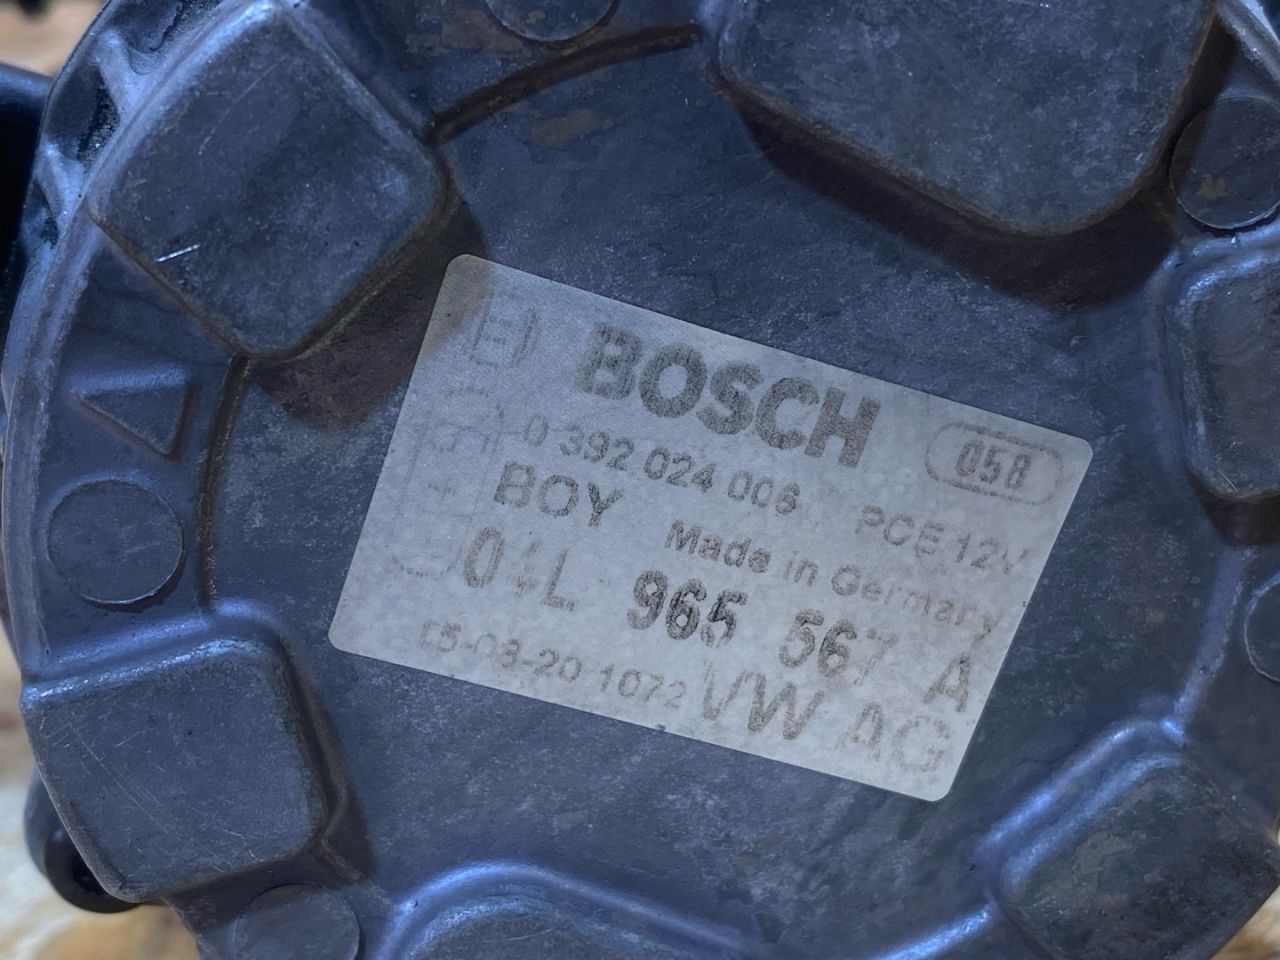 BOSCH
058
0 392 024 006 PCE 12V
BOY Made in Germany
04L 965 567 A
15-08-20 1072 VW AG